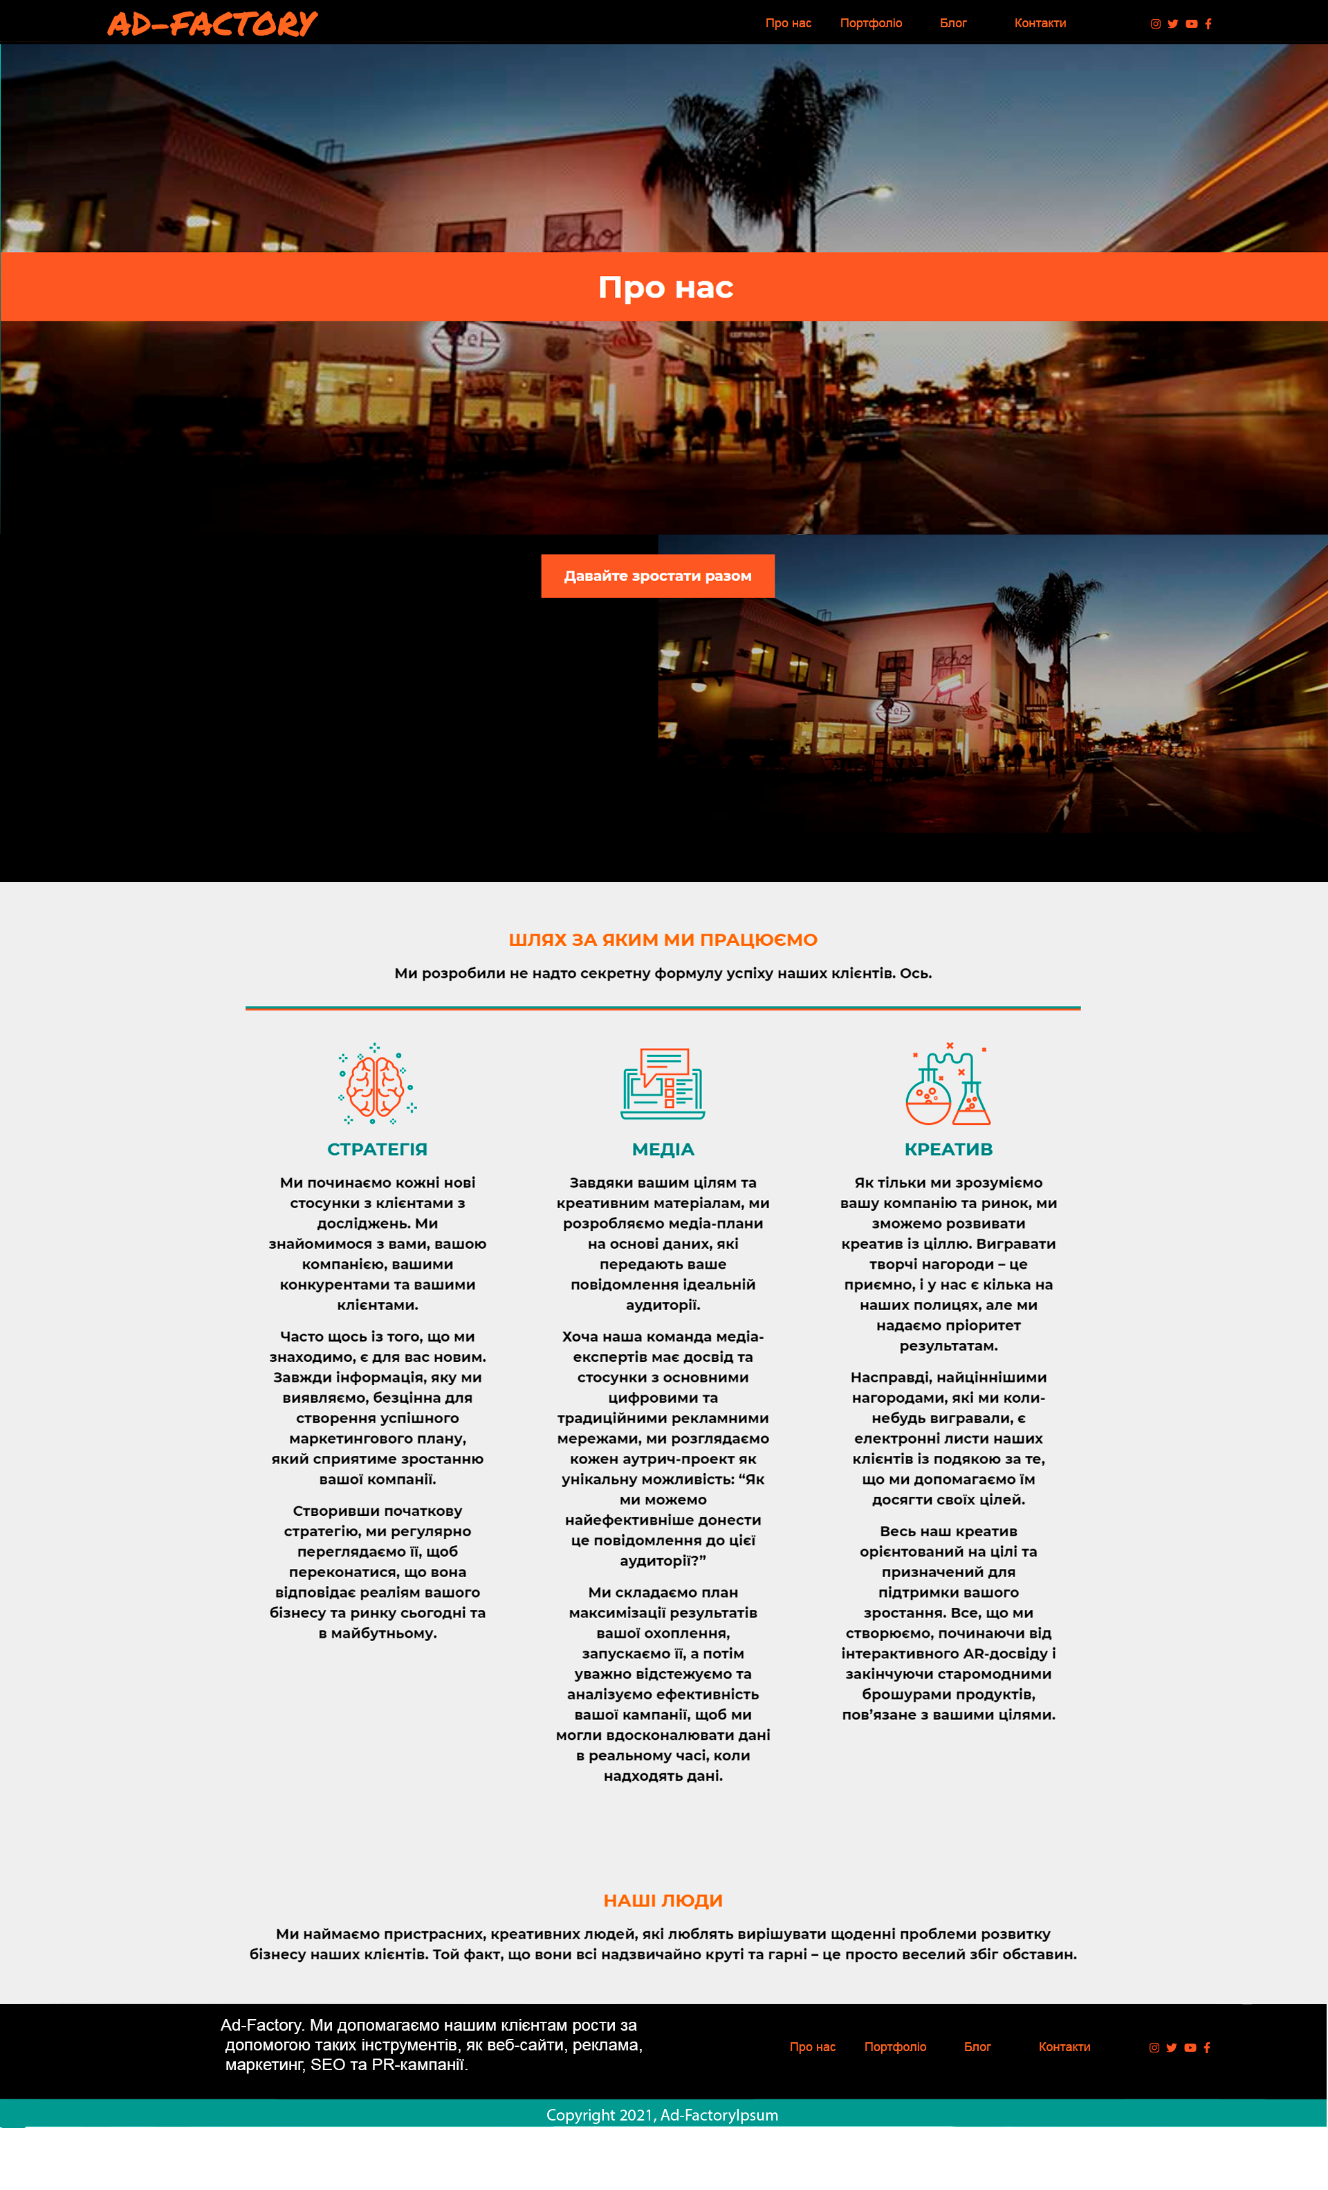 AD-FACTORY
Про нас Портфоліо Блог Контакти
echo
Про нас
Давайте зростати разом
echo
ШЛЯХ ЗА ЯКИМ МИ ПРАЦЮЄМО
Ми розробили не надто секретну формулу успіху наших клієнтів. Ось.
СТРАТЕГІЯ
Ми починаємо кожні нові
стосунки з клієнтами з
досліджень. Ми
знайомимося з вами, вашою
компанією, вашими
конкурентами та вашими
клієнтами.
Часто щось із того, що ми
знаходимо, є для вас новим.
Завжди інформація, яку ми
виявляємо, безцінна для
створення успішного
маркетингового плану,
який сприятиме зростанню
вашої компанії.
Створивши початкову
стратегію, ми регулярно
переглядаємо її, щоб
переконатися, що вона
відповідає реаліям вашого
бізнесу та ринку сьогодні та
в майбутньому.
МЕДІА
Завдяки вашим цілям та
креативним матеріалам, ми
розробляємо медіа-плани
на основі даних, які
передають ваше
повідомлення ідеальній
аудиторії.
Хоча наша команда медіа-
експертів має досвід та
стосунки з основними
цифровими та
традиційними рекламними
мережами, ми розглядаємо
кожен аутрич-проект як
унікальну можливість: “Як
ми можемо
найефективніше донести
це повідомлення до цієї
аудиторії?”
Ми складаємо план
максимізації результатів
вашої охоплення,
запускаємо її, а потім
уважно відстежуємо та
аналізуємо ефективність
вашої кампанії, щоб ми
могли вдосконалювати дані
в реальному часі, коли
надходять дані.
КРЕАТИВ
Як тільки ми зрозуміємо
вашу компанію та ринок, ми
зможемо розвивати
креатив із ціллю. Вигравати
творчі нагороди – це
приємно, і у нас є кілька на
наших полицях, але ми
надаємо пріоритет
результатам.
Насправді, найціннішими
нагородами, які ми коли-
небудь вигравали, є
електронні листи наших
клієнтів із подякою за те,
що ми допомагаємо їм
досягти своїх цілей.
Весь наш креатив
орієнтований на цілі та
призначений для
підтримки вашого
зростання. Все, що ми
створюємо, починаючи від
інтерактивного AR-досвіду і
закінчуючи старомодними
брошурами продуктів,
пов’язане з вашими цілями.
НАШІ ЛЮДИ
Ми наймаємо пристрасних, креативних людей, які люблять вирішувати щоденні проблеми розвитку
бізнесу наших клієнтів. Той факт, що вони всі надзвичайно круті та гарні – це просто веселий збіг обставин.
Ad-Factory. Ми допомагаємо нашим клієнтам рости за
допомогою таких інструментів, як веб-сайти, реклама,
маркетинг, SEO та PR-кампанії.
Про нас Портфоліо Блог Контакти
Copyright 2021, Ad-FactoryIpsum